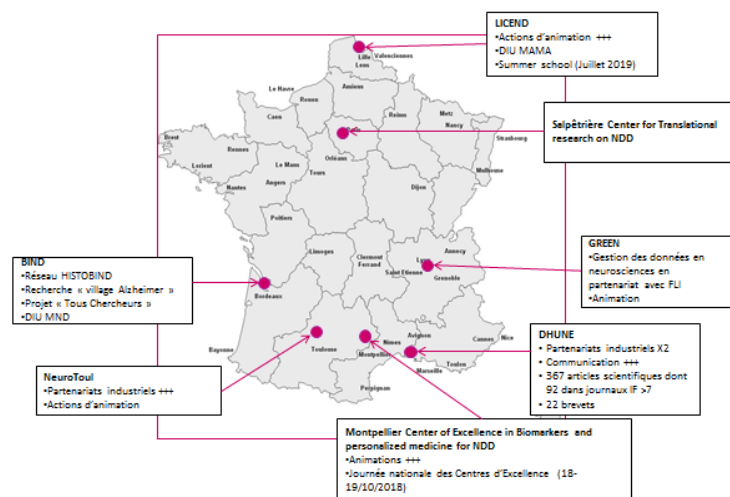 LICEND
•Actions d'animation +++
•DIU MAMA
•Summer school (Juillet 2019)
Salpêtrière Center for Translational
research on NDD
BIND
•Réseau HISTOBIND
•Recherche « village Alzheimer »
•Projet « Tous Chercheurs »
•DIU MND
GREEN
•Gestion des données en
neurosciences en
partenariat avec FLI
•Animation
DHUNE
• Partenariats industriels X2
• Communication +++
• 367 articles scientifiques dont
92 dans journaux IF >7
• 22 brevets
NeuroToul
•Partenariats industriels +++
•Actions d'animation
Montpellier Center of Excellence in Biomarkers and
personalized medicine for NDD
• Animations +++
•Journée nationale des Centres d'Excellence (18-
19/10/2018)
Lille
Valenciennes
Lens
Le Havre
Amiens
Rouen
Caen
Reims
Metz
Nancy
Strasbourg
Brest
Rennes
Lorient
Le Mans
Orléans
Mulhouse
Nantes
Angers
Tours
Dijon
Poitiers
Limoges
Clermont
Ferrand
Lyon
Annecy
Saint Etienne
Grenoble
Bordeaux
Bayonne
Toulouse
Montpellier
Nimes
Avignon
Cannes
Nice
Marseille
Toulon
Perpignan